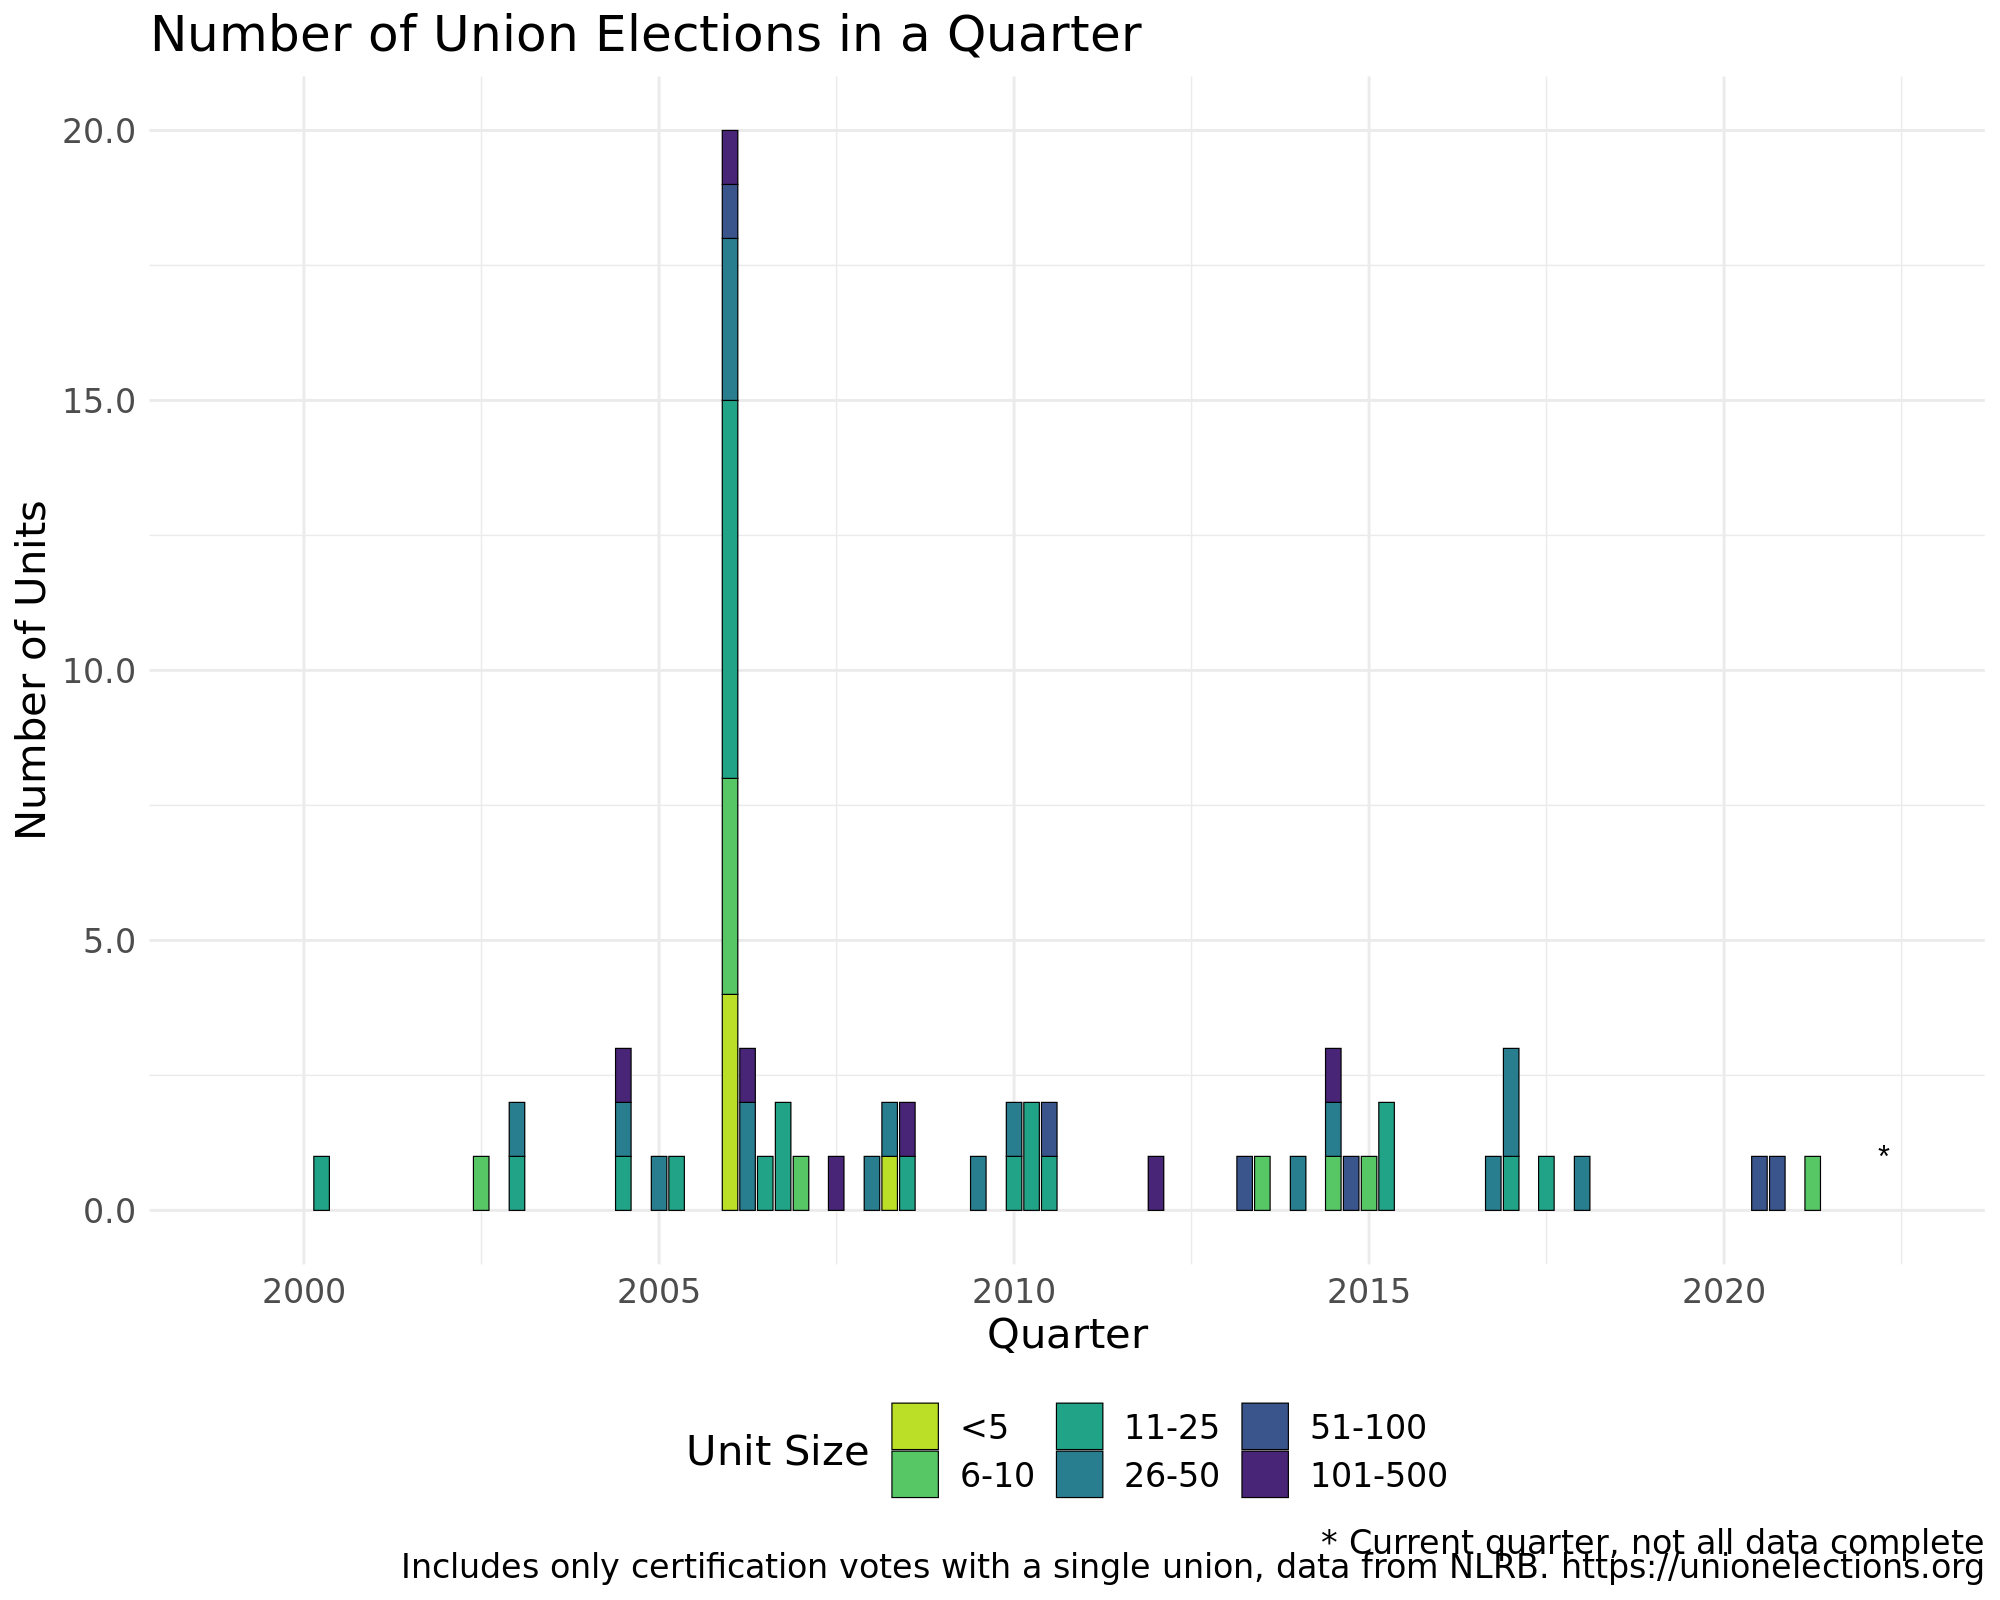 Number of Union Elections in a Quarter
20.0
15.0
10.0
5.0
0.0
Number of Units
*
2000 2005 2010 2015 2020
Quarter
Unit Size
<5 11-25 51-100
6-10 26-50 101-500
* Current quarter, not all data complete
Includes only certification votes with a single union, data from NLRB. https://unionelections.org